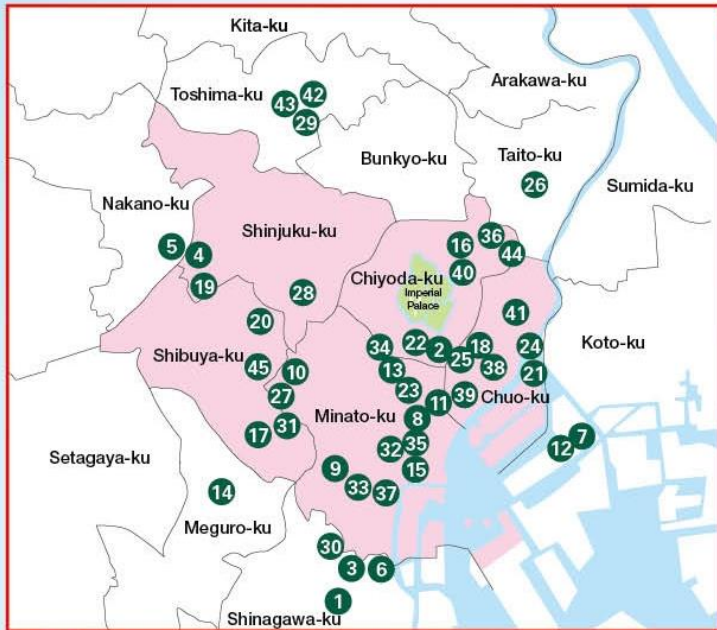 Kita-ku
Toshima-ku
42
43
29
Arakawa-ku
Bunkyo-ku
Taito-ku
26
Sumida-ku
Nakano-ku
5
4
Shinjuku-ku
16
36
44
Chiyoda-ku
40
Imperial
Palace
19
28
20
41
Koto-ku
Shibuya-ku
34
22
2
18
24
25
45
10
13
38
21
27
23
11
39
Chuo-ku
Minato-ku
8
17
31
32
35
12
7
Setagaya-ku
9
15
14
33
37
Meguro-ku
30
3
6
1
Shinagawa-ku